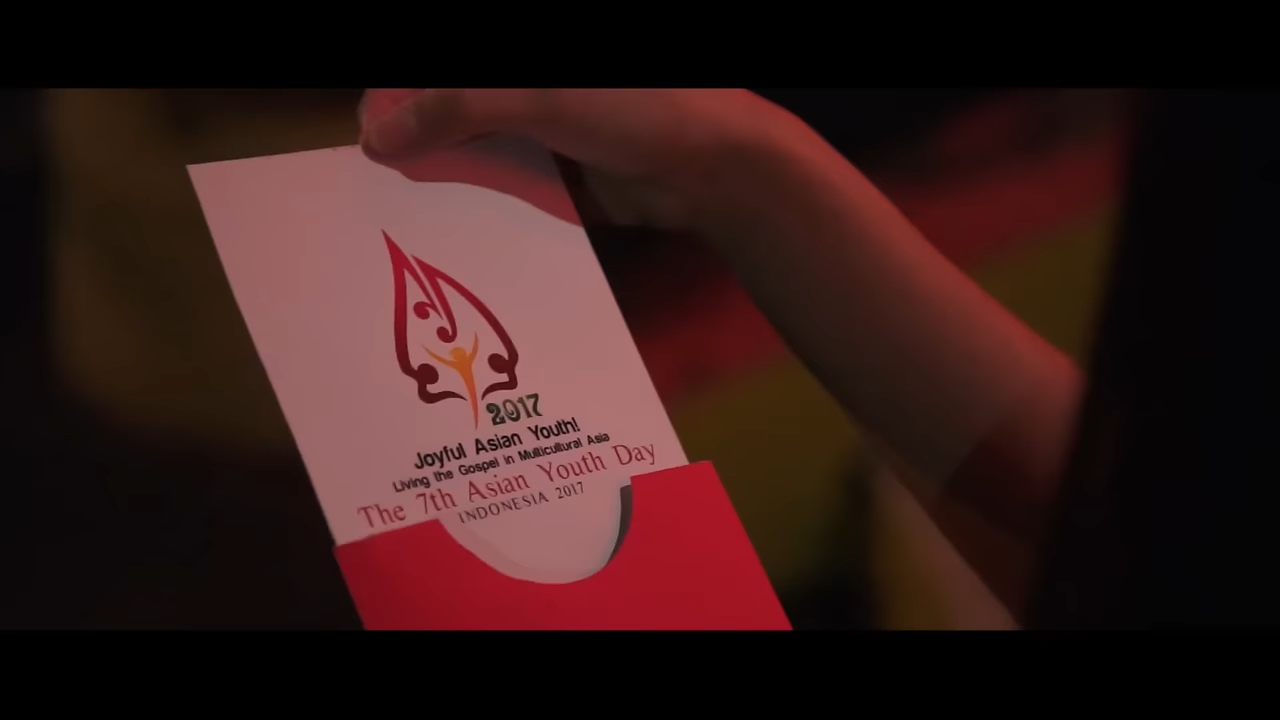 2017
Joyful Asian Youth!
Living the Gospel in Multicultural Asia
The 7th Asian Youth Day
INDONESIA 2017